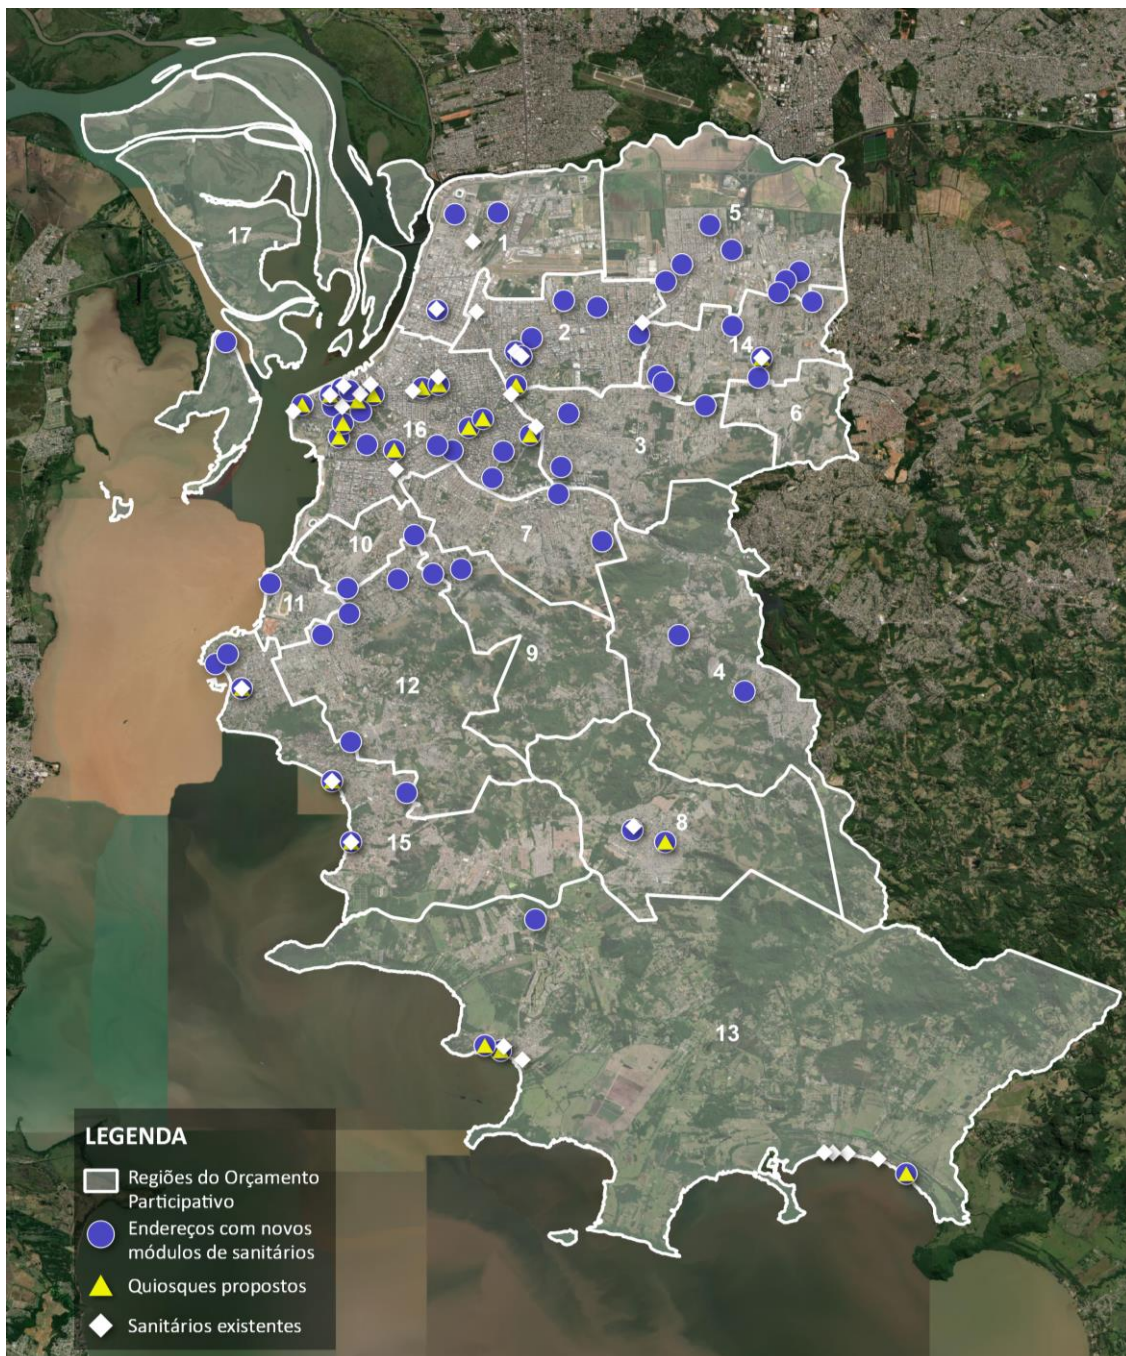 5
17
1
2
14
6
16
3
7
10
11
9
4
12
8
15
13
LEGENDA
Regiões do Orçamento
Participativo
Endereços com novos
módulos de sanitários
Quiosques propostos
Sanitários existentes